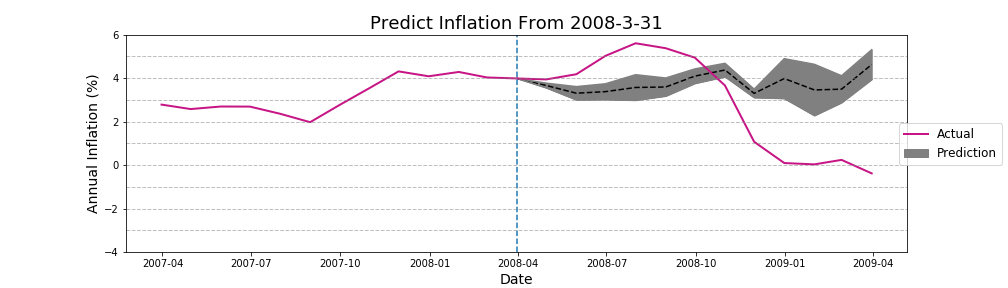 Predict Inflation From 2008-3-31
Annual Inflation (%)
6
4
2
0
−2
−4
2007-04 2007-07 2007-10 2008-01 2008-04 2008-07 2008-10 2009-01 2009-04
Date
Actual
Prediction